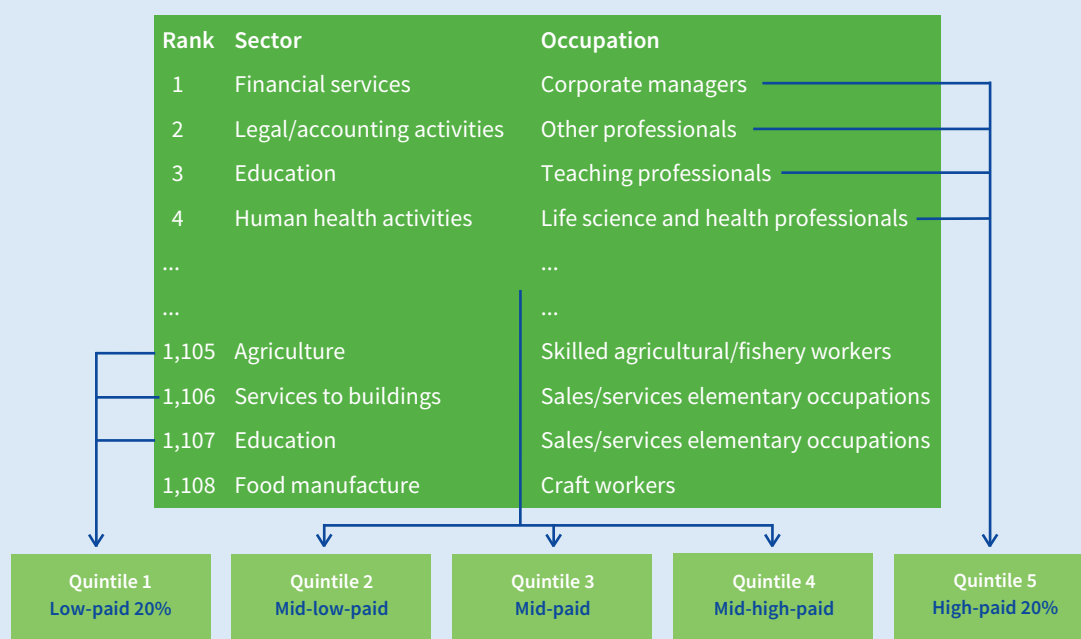 Rank Sector Occupation
1 Financial services Corporate managers
2 Legal/accounting activities Other professionals
3 Education Teaching professionals
4 Human health activities Life science and health professionals
... ...
... ...
1,105 Agriculture Skilled agricultural/fishery workers
1,106 Services to buildings Sales/services elementary occupations
1,107 Education Sales/services elementary occupations
1,108 Food manufacture Craft workers
Quintile 1
Low-paid 20%
Quintile 2
Mid-low-paid
Quintile 3
Mid-paid
Quintile 4
Mid-high-paid
Quintile 5
High-paid 20%